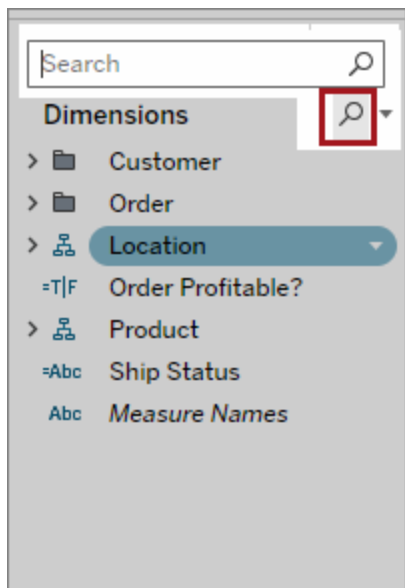 Search
Dimensions
Customer
Order
Location
=T|F Order Profitable?
Product
=Abc Ship Status
Abc Measure Names